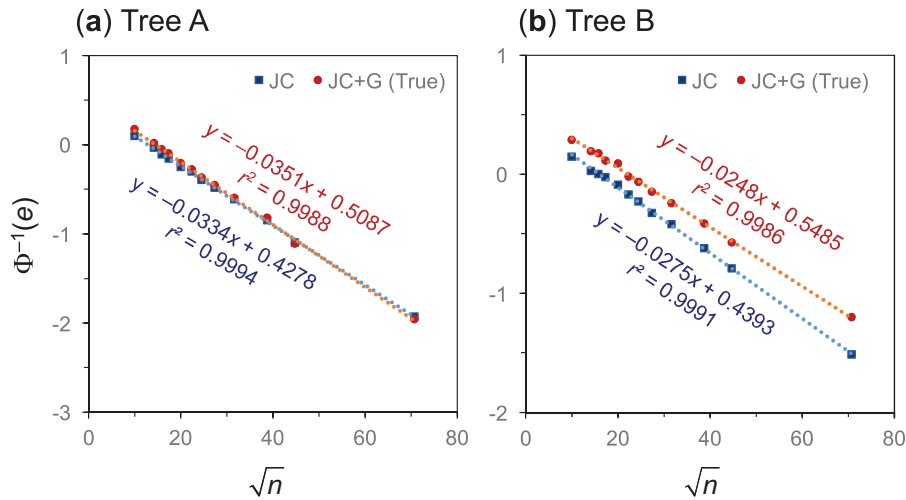 (a) Tree A
(b) Tree B
1
0
-1
-2
-3
Φ⁻¹(e)
JC
JC+G (True)
y = −0.0351x + 0.5087
r² = 0.9988
y = −0.0334x + 0.4278
r² = 0.9994
0
20
40
60
80
√n
1
0
-1
-2
JC
JC+G (True)
y = −0.0248x + 0.5485
r² = 0.9986
y = −0.0275x + 0.4393
r² = 0.9991
0
20
40
60
80
√n